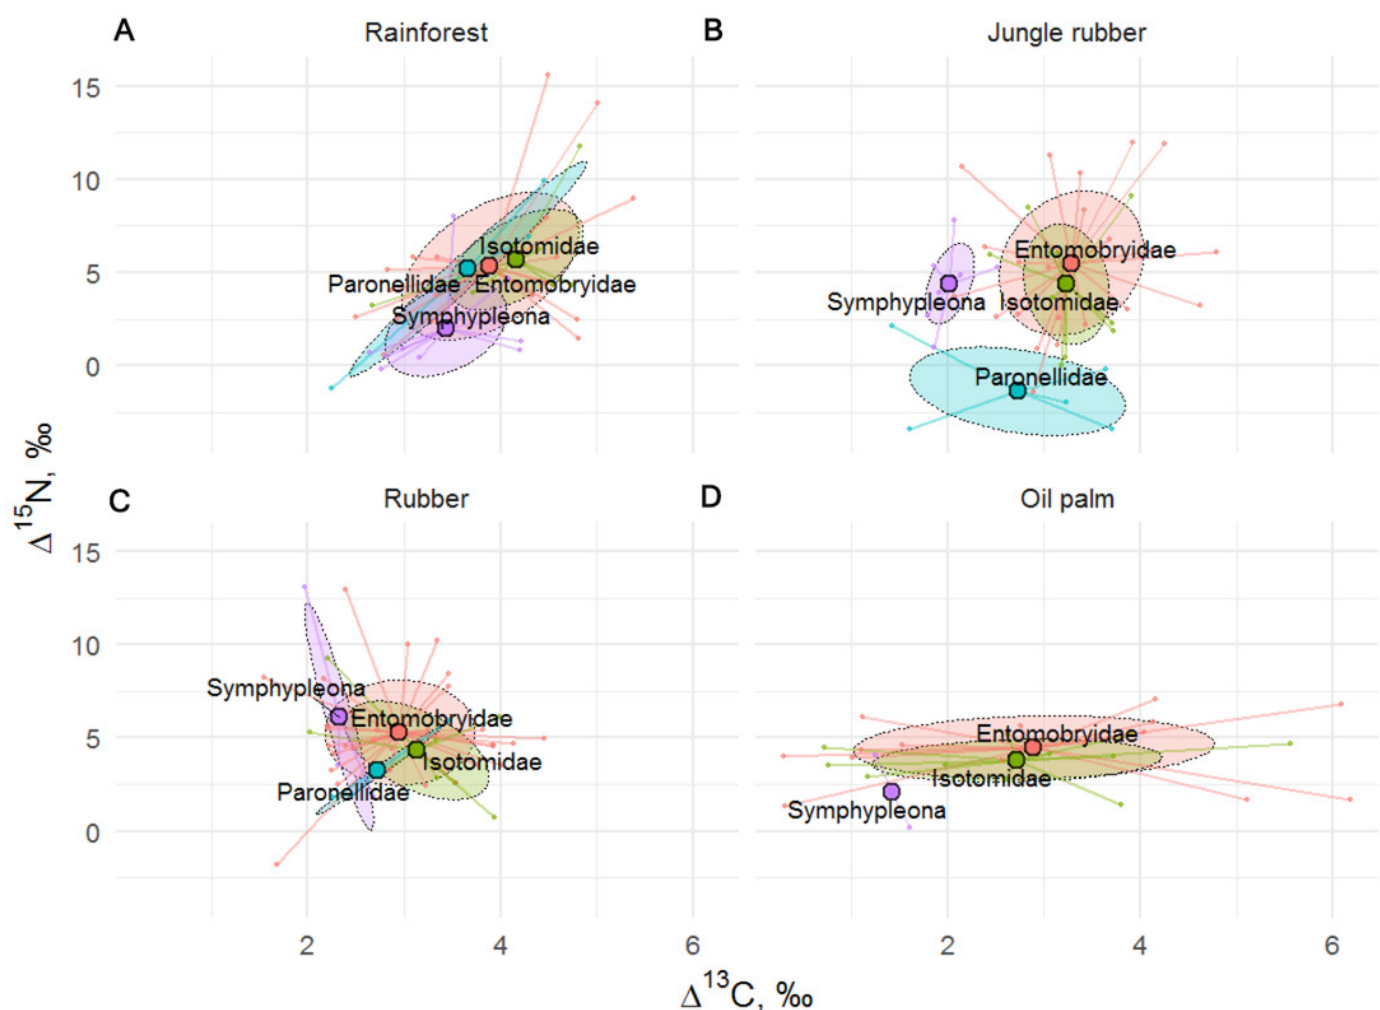 A
Rainforest
B
Jungle rubber
15
10
5
0
Isotomidae
Paronellidae
Entomobryidae
Symphypleona
Entomobryidae
Symphypleona
Isotomidae
Paronellidae
Δ¹⁵N, ‰
C
Rubber
D
Oil palm
15
10
5
0
Symphypleona
Entomobryidae
Isotomidae
Paronellidae
Entomobryidae
Isotomidae
Symphypleona
2
4
6
2
4
6
Δ¹³C, ‰